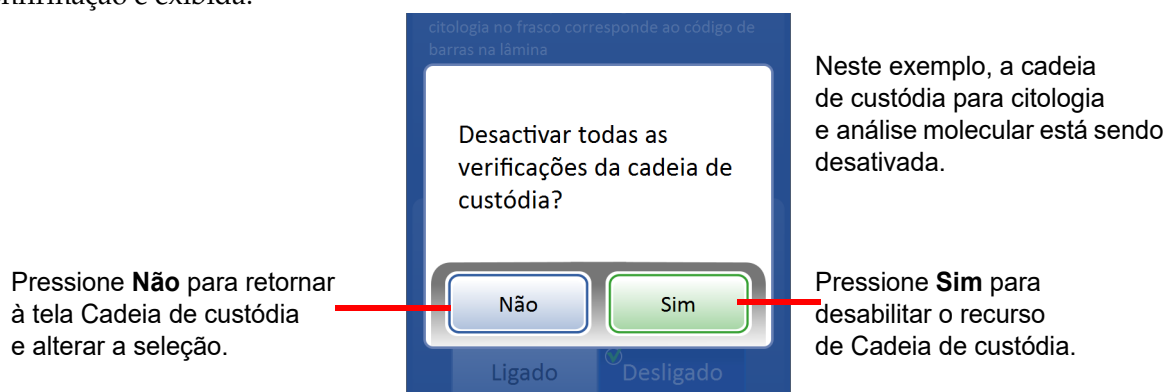 citologia no frasco corresponde ao código de
barras na lâmina
Desactivar todas as
verificações da cadeia de
custódia?
Não
Sim
Ligado
Desligado
Neste exemplo, a cadeia
de custódia para citologia
e análise molecular está sendo
desativada.
Pressione Não para retornar
à tela Cadeia de custódia
e alterar a seleção.
Pressione Sim para
desabilitar o recurso
de Cadeia de custódia.